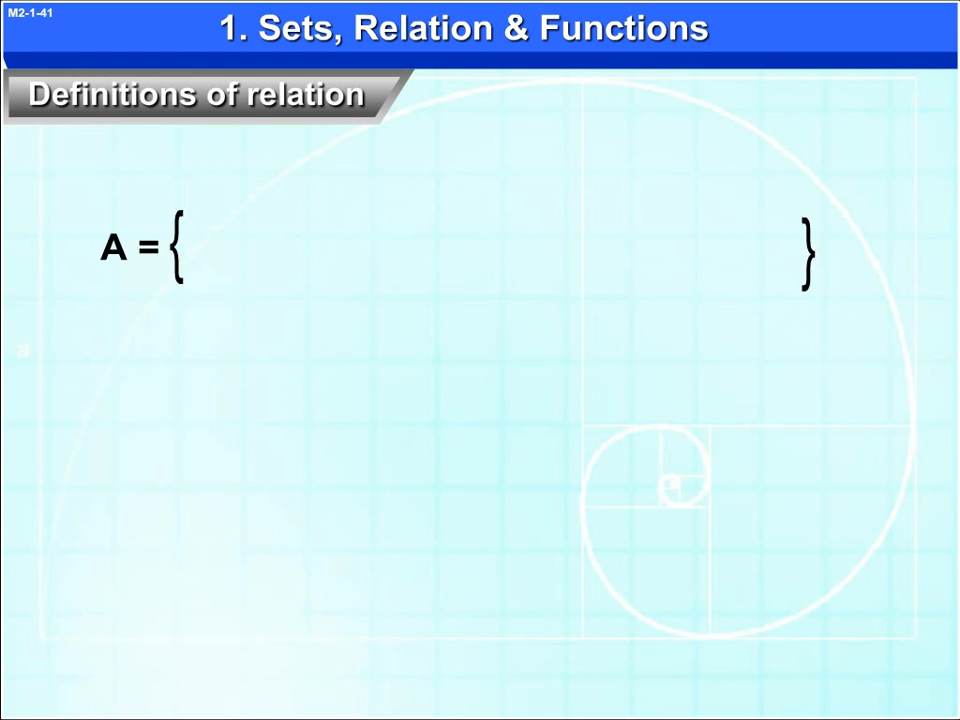 M2-1-41
1. Sets, Relation & Functions
Definitions of relation
A = { }
a